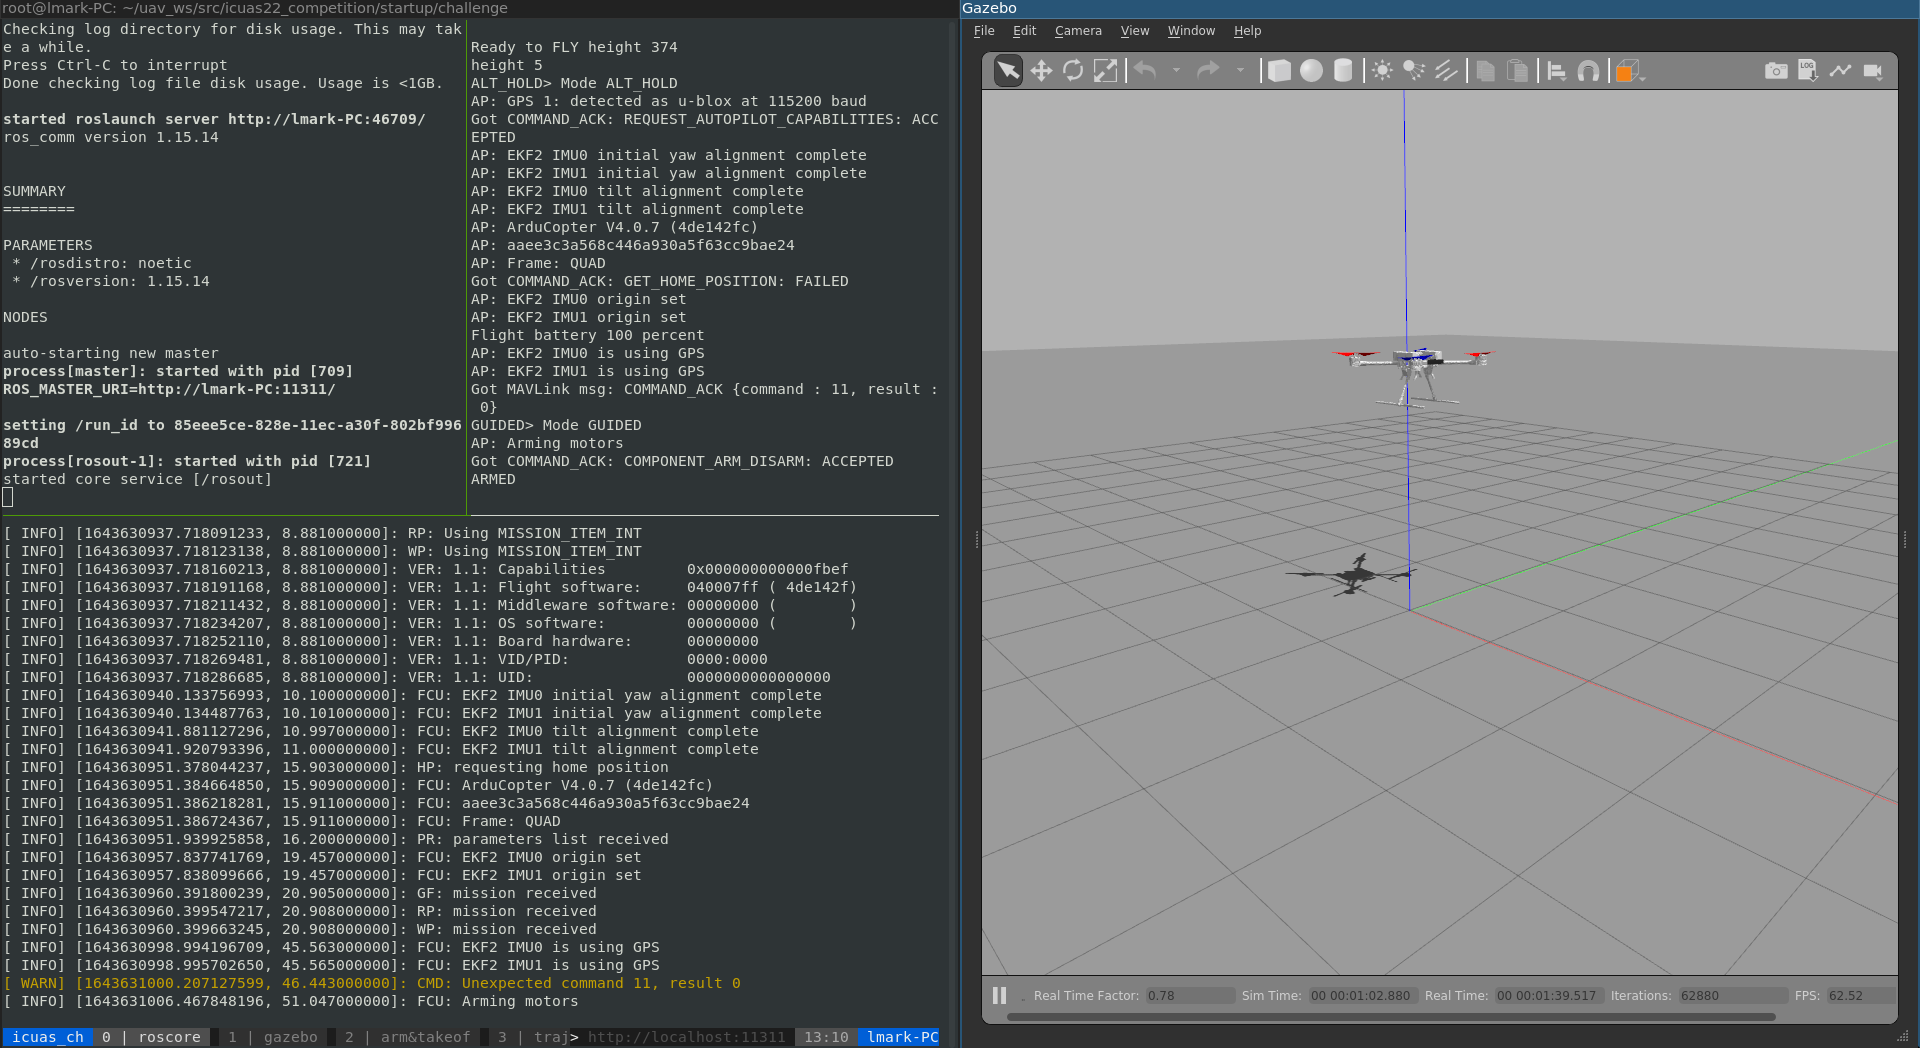 root@lmark-PC: ~/uav_ws/src/icuas22_competition/startup/challenge
Checking log directory for disk usage. This may tak
e a while.
Press Ctrl-C to interrupt
Done checking log file disk usage. Usage is <1GB.
started roslaunch server http://lmark-PC:46709/
ros_comm version 1.15.14
SUMMARY
========
PARAMETERS
 * /rosdistro: noetic
 * /rosversion: 1.15.14
NODES
auto-starting new master
process[master]: started with pid [709]
ROS_MASTER_URI=http://lmark-PC:11311/
setting /run_id to 85eee5ce-828e-11ec-a30f-802bf996
89cd
process[rosout-1]: started with pid [721]
started core service [/rosout]
Ready to FLY height 374
height 5
ALT_HOLD> Mode ALT_HOLD
AP: GPS 1: detected as u-blox at 115200 baud
Got COMMAND_ACK: REQUEST_AUTOPILOT_CAPABILITIES: ACC
EPTED
AP: EKF2 IMU0 initial yaw alignment complete
AP: EKF2 IMU1 initial yaw alignment complete
AP: EKF2 IMU0 tilt alignment complete
AP: EKF2 IMU1 tilt alignment complete
AP: ArduCopter V4.0.7 (4de142fc)
AP: aaee3c3a568c446a930a5f63cc9bae24
AP: Frame: QUAD
Got COMMAND_ACK: GET_HOME_POSITION: FAILED
AP: EKF2 IMU0 origin set
AP: EKF2 IMU1 origin set
Flight battery 100 percent
AP: EKF2 IMU0 is using GPS
AP: EKF2 IMU1 is using GPS
Got MAVLink msg: COMMAND_ACK {command : 11, result :
 0}
GUIDED> Mode GUIDED
AP: Arming motors
Got COMMAND_ACK: COMPONENT_ARM_DISARM: ACCEPTED
ARMED
[ INFO] [1643630937.718091233, 8.881000000]: RP: Using MISSION_ITEM_INT
[ INFO] [1643630937.718123138, 8.881000000]: WP: Using MISSION_ITEM_INT
[ INFO] [1643630937.718160213, 8.881000000]: VER: 1.1: Capabilities         0x000000000000fbef
[ INFO] [1643630937.718191168, 8.881000000]: VER: 1.1: Flight software:     040007ff ( 4de142f)
[ INFO] [1643630937.718211432, 8.881000000]: VER: 1.1: Middleware software: 00000000 (        )
[ INFO] [1643630937.718234207, 8.881000000]: VER: 1.1: OS software:         00000000 (        )
[ INFO] [1643630937.718252110, 8.881000000]: VER: 1.1: Board hardware:      00000000
[ INFO] [1643630937.718269481, 8.881000000]: VER: 1.1: VID/PID:             0000:0000
[ INFO] [1643630937.718286685, 8.881000000]: VER: 1.1: UID:                 0000000000000000
[ INFO] [1643630940.133756993, 10.100000000]: FCU: EKF2 IMU0 initial yaw alignment complete
[ INFO] [1643630940.134487763, 10.101000000]: FCU: EKF2 IMU1 initial yaw alignment complete
[ INFO] [1643630941.881127296, 10.997000000]: FCU: EKF2 IMU0 tilt alignment complete
[ INFO] [1643630941.920793396, 11.000000000]: FCU: EKF2 IMU1 tilt alignment complete
[ INFO] [1643630951.378044237, 15.903000000]: HP: requesting home position
[ INFO] [1643630951.384664850, 15.909000000]: FCU: ArduCopter V4.0.7 (4de142fc)
[ INFO] [1643630951.386218281, 15.911000000]: FCU: aaee3c3a568c446a930a5f63cc9bae24
[ INFO] [1643630951.386724367, 15.911000000]: FCU: Frame: QUAD
[ INFO] [1643630951.939925858, 16.200000000]: PR: parameters list received
[ INFO] [1643630957.837741769, 19.457000000]: FCU: EKF2 IMU0 origin set
[ INFO] [1643630957.838099666, 19.457000000]: FCU: EKF2 IMU1 origin set
[ INFO] [1643630960.391800239, 20.905000000]: GF: mission received
[ INFO] [1643630960.399547217, 20.908000000]: RP: mission received
[ INFO] [1643630960.399663245, 20.908000000]: WP: mission received
[ INFO] [1643630998.994196709, 45.563000000]: FCU: EKF2 IMU0 is using GPS
[ INFO] [1643630998.995702650, 45.565000000]: FCU: EKF2 IMU1 is using GPS
[ WARN] [1643631000.207127599, 46.443000000]: CMD: Unexpected command 11, result 0
[ INFO] [1643631006.467848196, 51.047000000]: FCU: Arming motors
icuas_ch 0 | roscore 1 | gazebo 2 | arm&takeof 3 | traj> http://localhost:11311 13:10 lmark-PC
Gazebo
File Edit Camera View Window Help
LOG
Real Time Factor: 0.78 Sim Time: 00 00:01:02.880 Real Time: 00 00:01:39.517 Iterations: 62880 FPS: 62.52